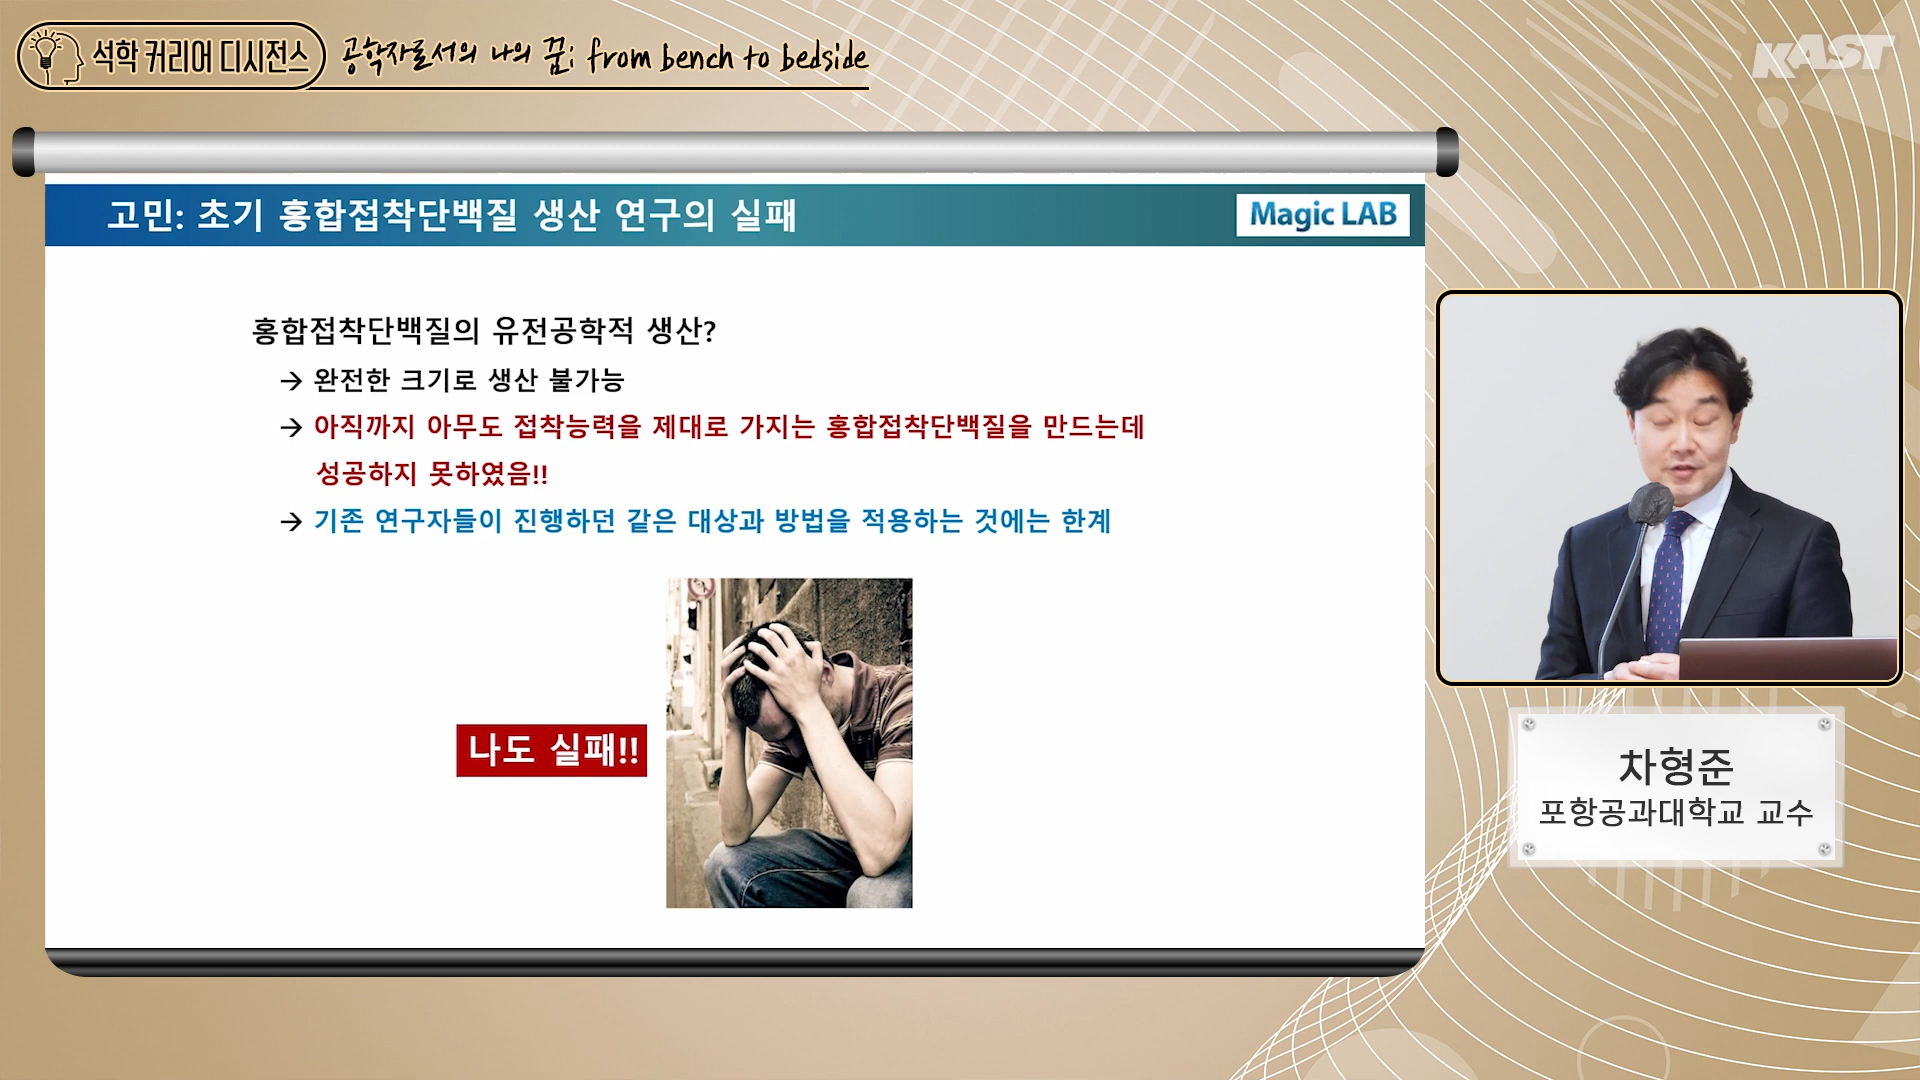 석학 커리어 디시전스
공학자로서의 나의 꿈; from bench to bedside
KAST
고민: 초기 홍합접착단백질 생산 연구의 실패
Magic LAB
홍합접착단백질의 유전공학적 생산?
→ 완전한 크기로 생산 불가능
→ 아직까지 아무도 접착능력을 제대로 가지는 홍합접착단백질을 만드는데
성공하지 못하였음!!
→ 기존 연구자들이 진행하던 같은 대상과 방법을 적용하는 것에는 한계
나도 실패!!
차형준
포항공과대학교 교수